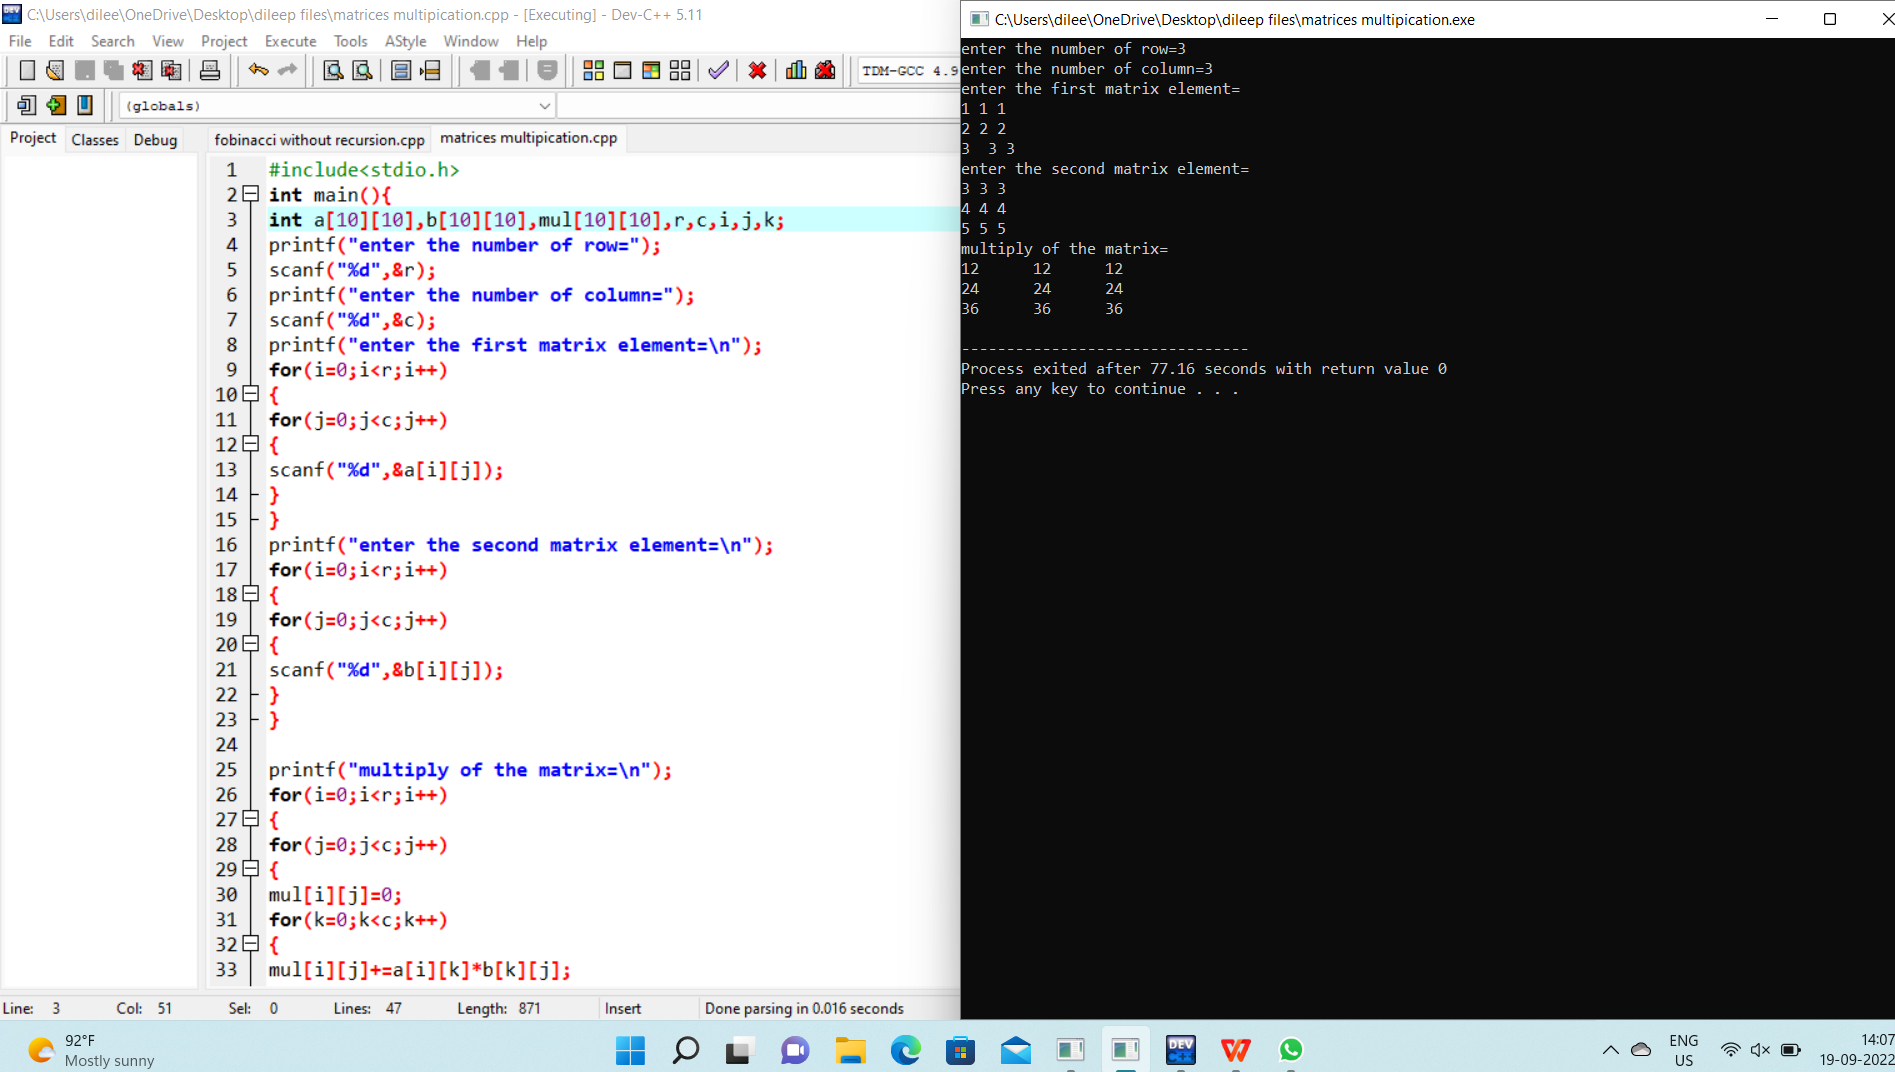 C:\Users\dilee\OneDrive\Desktop\dileep files\matrices multipication.cpp - [Executing] - Dev-C++ 5.11
File Edit Search View Project Execute Tools AStyle Window Help
TDM-GCC 4.9
(globals)
Project Classes Debug
fobinacci without recursion.cpp matrices multipication.cpp
1 #include<stdio.h>
2 int main(){
3 int a[10][10],b[10][10],mul[10][10],r,c,i,j,k;
4 printf("enter the number of row=");
5 scanf("%d",&r);
6 printf("enter the number of column=");
7 scanf("%d",&c);
8 printf("enter the first matrix element=\n");
9 for(i=0;i<r;i++)
10 {
11 for(j=0;j<c;j++)
12 {
13 scanf("%d",&a[i][j]);
14 }
15 }
16 printf("enter the second matrix element=\n");
17 for(i=0;i<r;i++)
18 {
19 for(j=0;j<c;j++)
20 {
21 scanf("%d",&b[i][j]);
22 }
23 }
24
25 printf("multiply of the matrix=\n");
26 for(i=0;i<r;i++)
27 {
28 for(j=0;j<c;j++)
29 {
30 mul[i][j]=0;
31 for(k=0;k<c;k++)
32 {
33 mul[i][j]+=a[i][k]*b[k][j];
Line: 3 Col: 51 Sel: 0 Lines: 47 Length: 871 Insert Done parsing in 0.016 seconds
C:\Users\dilee\OneDrive\Desktop\dileep files\matrices multipication.exe
enter the number of row=3
enter the number of column=3
enter the first matrix element=
1 1 1
2 2 2
3  3 3
enter the second matrix element=
3 3 3
4 4 4
5 5 5
multiply of the matrix=
12 12 12
24 24 24
36 36 36
--------------------------------
Process exited after 77.16 seconds with return value 0
Press any key to continue . . .
92°F
Mostly sunny
DEV C++
ENG
US
14:07
19-09-2022